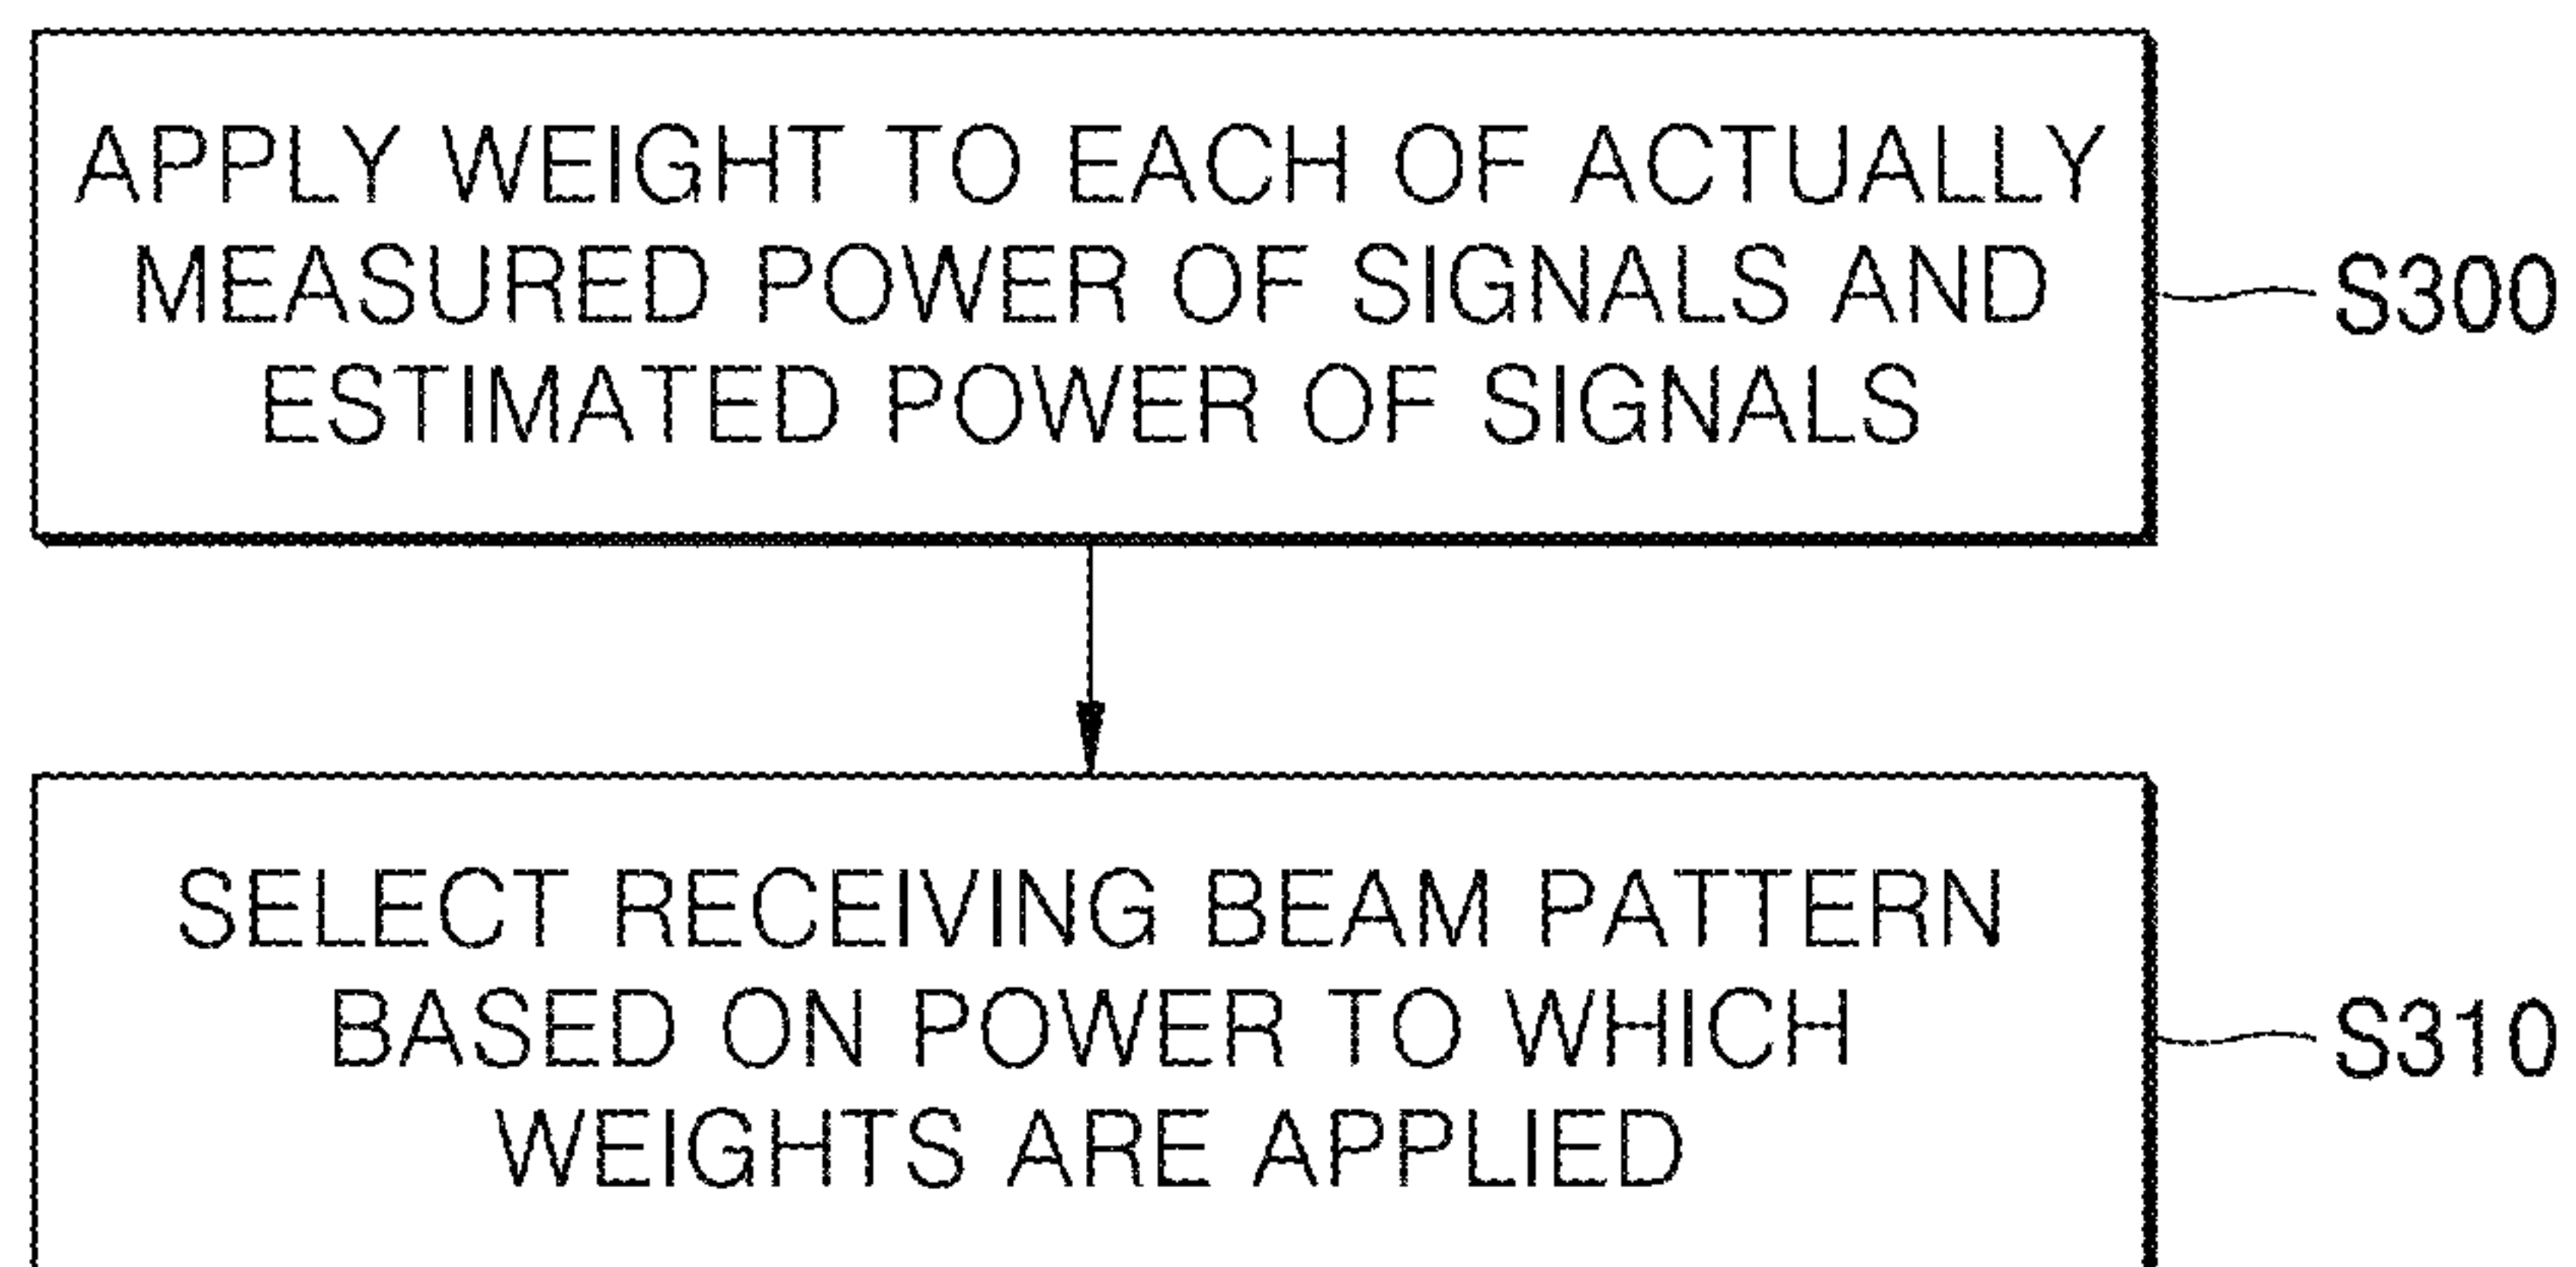 APPLY WEIGHT TO EACH OF ACTUALLY
MEASURED POWER OF SIGNALS AND
ESTIMATED POWER OF SIGNALS
S300
SELECT RECEIVING BEAM PATTERN
BASED ON POWER TO WHICH
WEIGHTS ARE APPLIED
S310